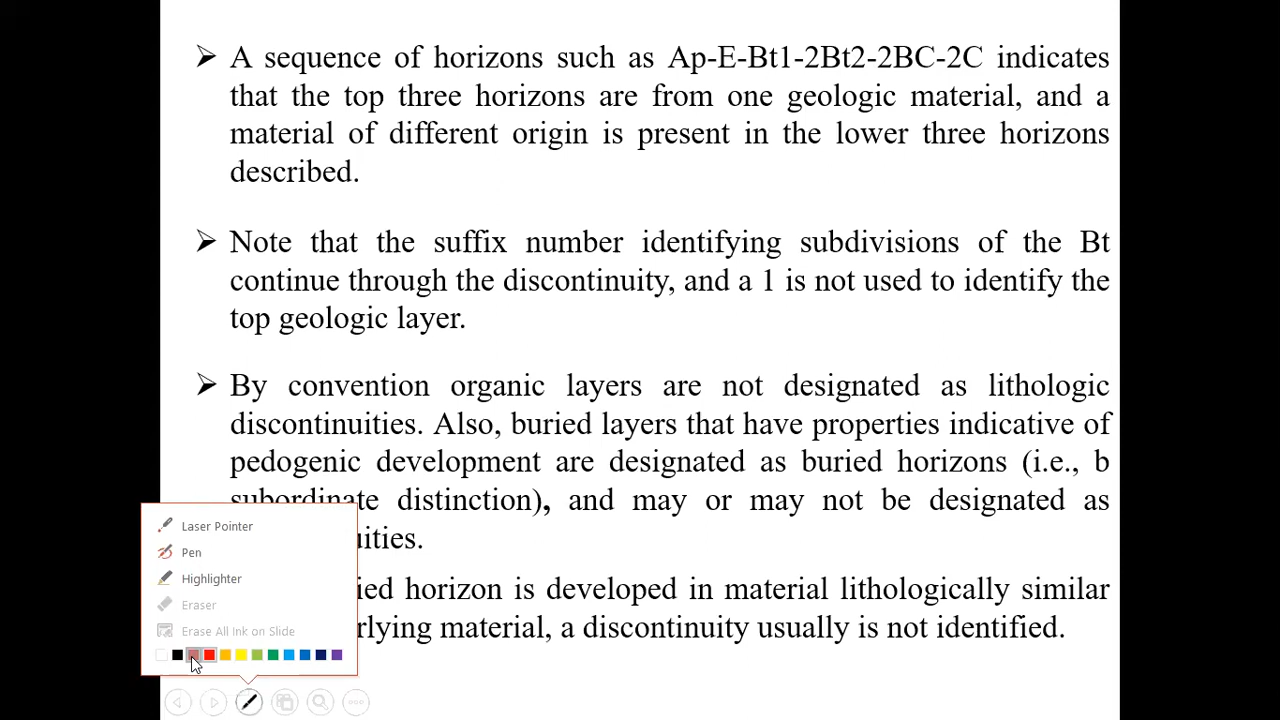 ➢ A sequence of horizons such as Ap-E-Bt1-2Bt2-2BC-2C indicates
that the top three horizons are from one geologic material, and a
material of different origin is present in the lower three horizons
described.
➢ Note that the suffix number identifying subdivisions of the Bt
continue through the discontinuity, and a 1 is not used to identify the
top geologic layer.
➢ By convention organic layers are not designated as lithologic
discontinuities. Also, buried layers that have properties indicative of
pedogenic development are designated as buried horizons (i.e., b
subordinate distinction), and may or may not be designated as
uities.
ied horizon is developed in material lithologically similar
rlying material, a discontinuity usually is not identified.
Laser Pointer
Pen
Highlighter
Eraser
Erase All Ink on Slide